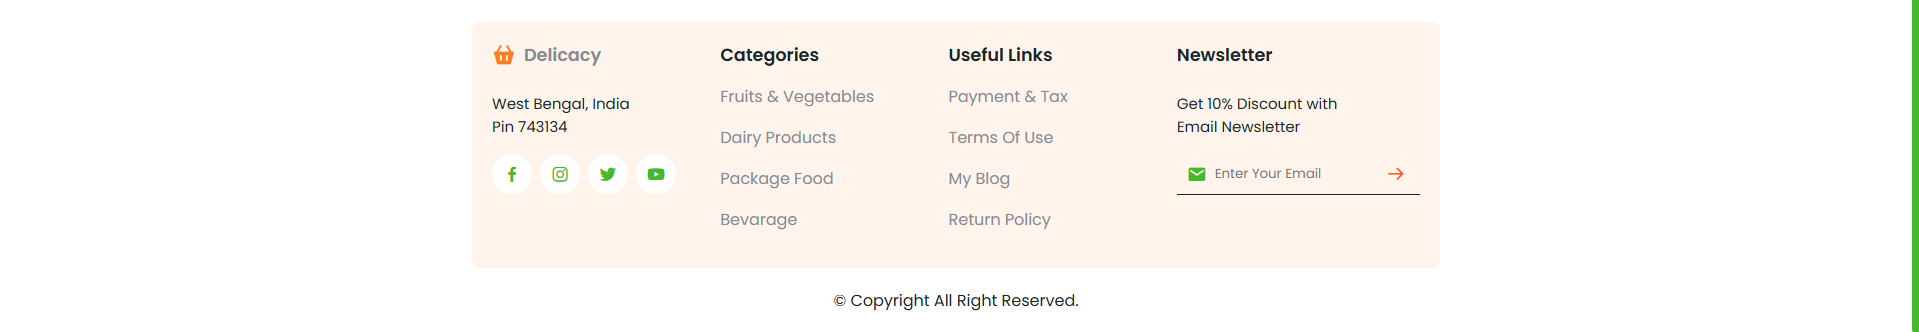 Delicacy
West Bengal, India
Pin 743134
Categories
Fruits & Vegetables
Dairy Products
Package Food
Bevarage
Useful Links
Payment & Tax
Terms Of Use
My Blog
Return Policy
Newsletter
Get 10% Discount with
Email Newsletter
Enter Your Email
© Copyright All Right Reserved.